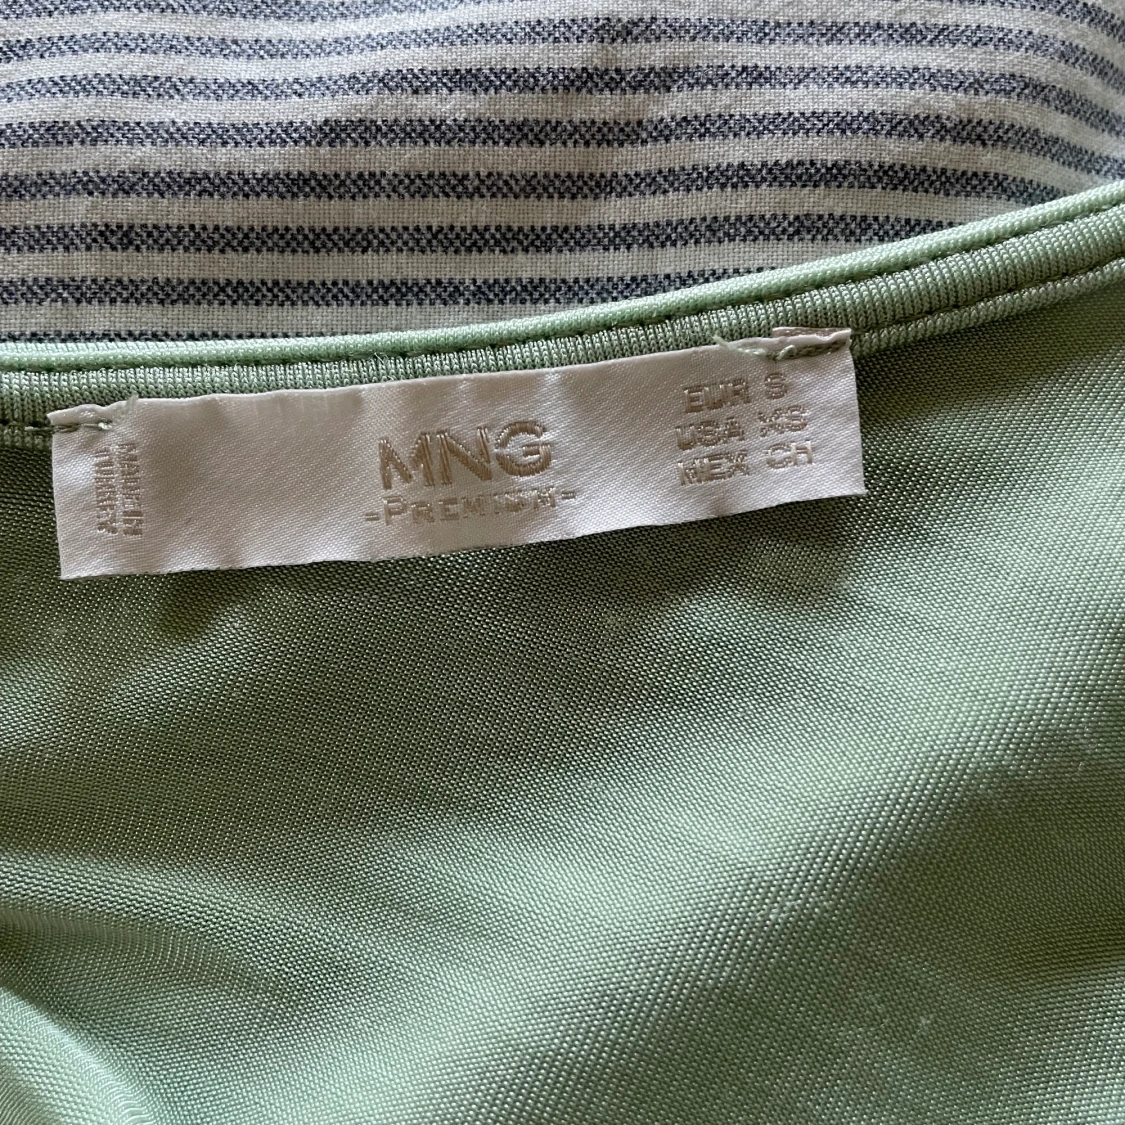 MADE IN
TURKEY
MNG
-PREMIUM-
EUR S
USA XS
MEX CH